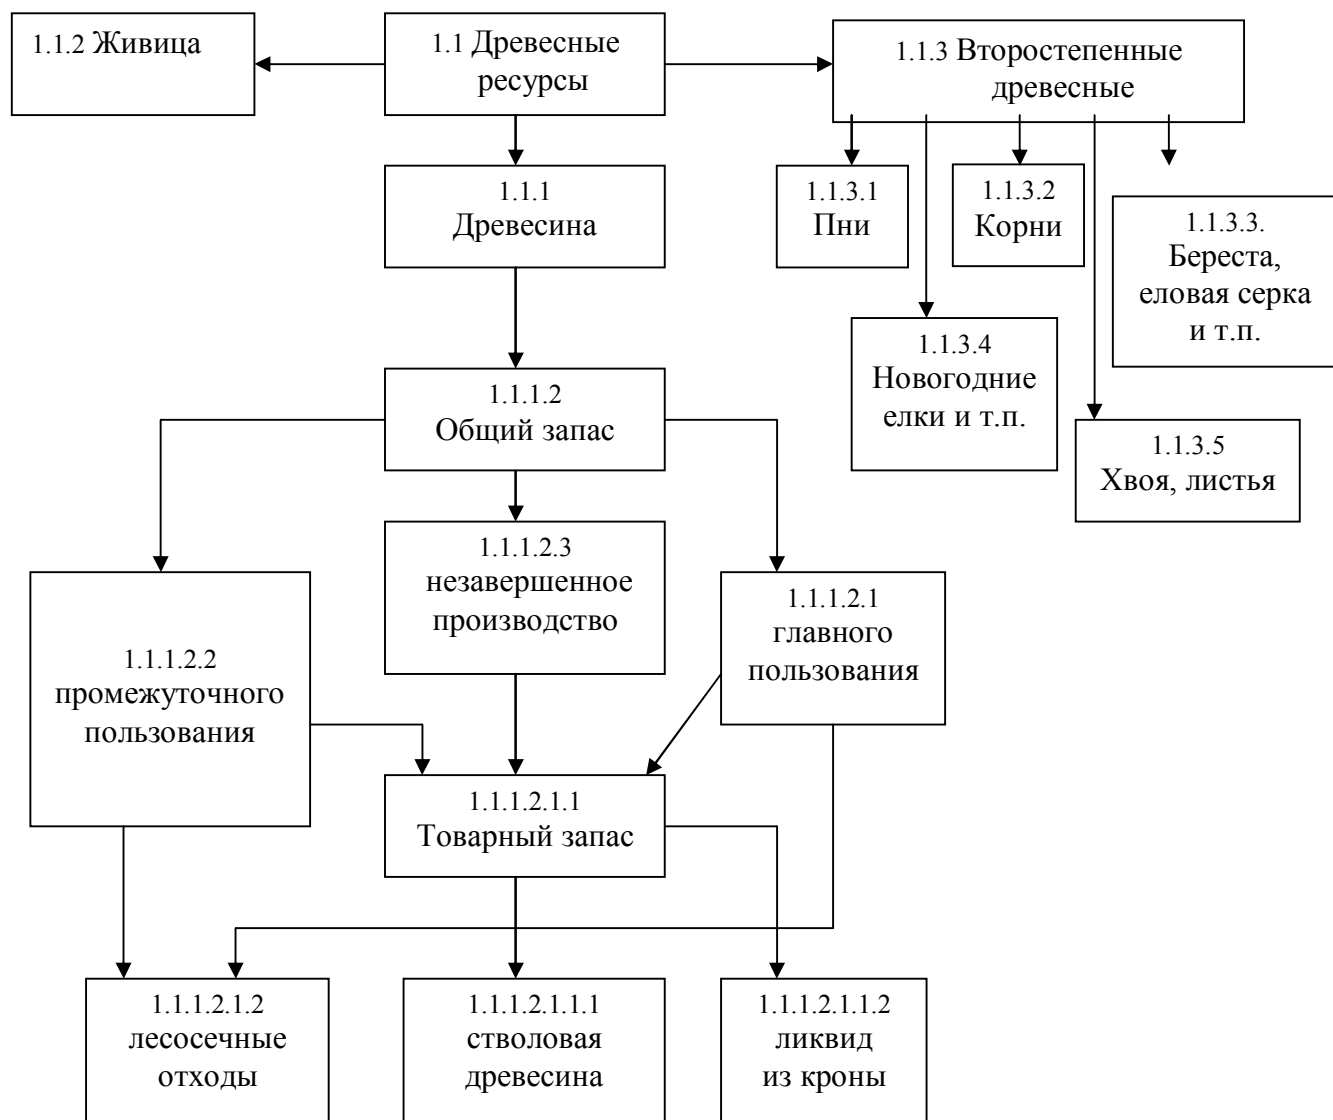 1.1.2 Живица
1.1 Древесные
ресурсы
1.1.3 Второстепенные
древесные
1.1.1
Древесина
1.1.3.1
Пни
1.1.3.2
Корни
1.1.3.3.
Береста,
еловая серка
и т.п.
1.1.3.4
Новогодние
елки и т.п.
1.1.3.5
Хвоя, листья
1.1.1.2
Общий запас
1.1.1.2.3
незавершенное
производство
1.1.1.2.1
главного
пользования
1.1.1.2.2
промежуточного
пользования
1.1.1.2.1.1
Товарный запас
1.1.1.2.1.2
лесосечные
отходы
1.1.1.2.1.1.1
стволовая
древесина
1.1.1.2.1.1.2
ликвид
из кроны